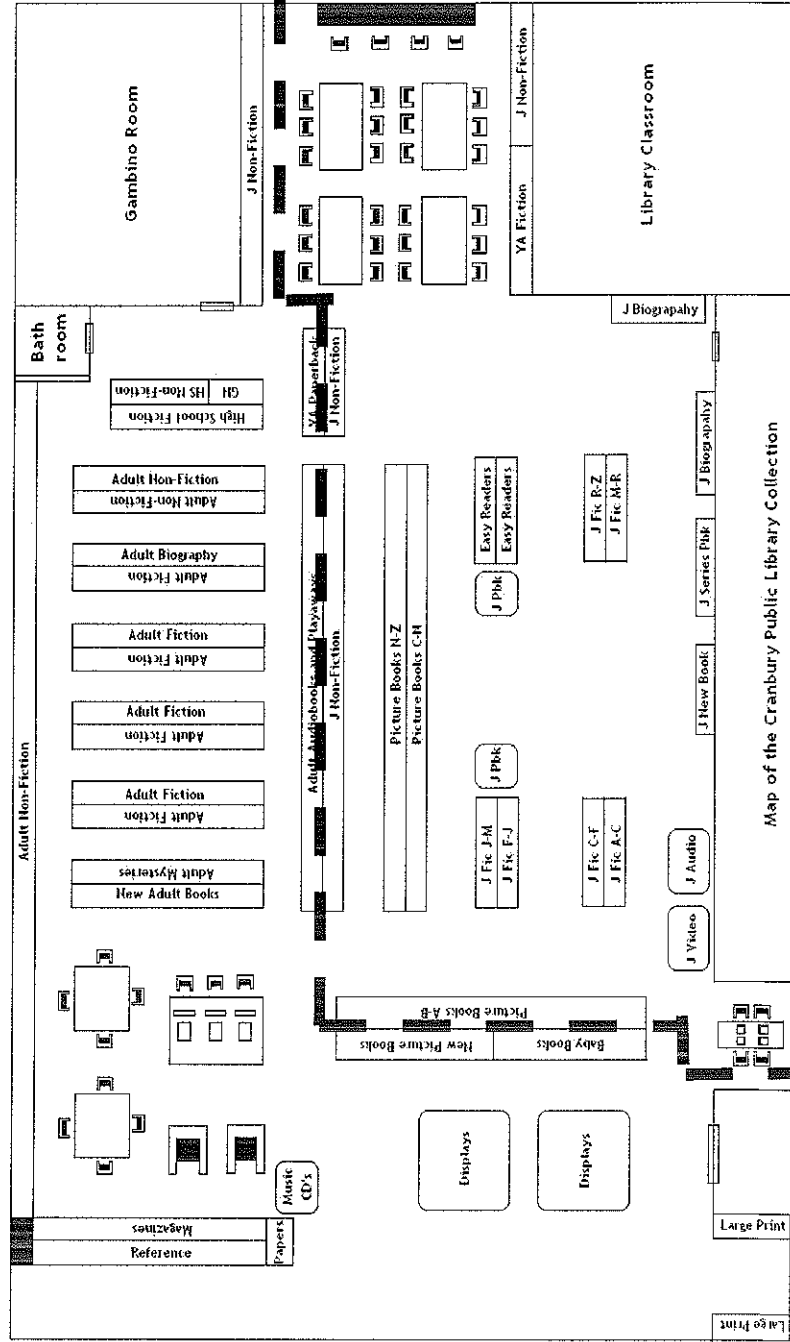 Gambino Room
J Non-Fiction
J Non-Fiction
YA Fiction
Library Classroom
Bath
room
J Biograpahy
GN
HS Non-Fiction
High School Fiction
YA Paperback
J Non-Fiction
Adult Non-Fiction
Adult Non-Fiction
Adult Non-Fiction
Adult Biography
Adult Fiction
Adult Fiction
Adult Fiction
Adult Fiction
Adult Fiction
Adult Fiction
Adult Fiction
Adult Mysteries
New Adult Books
Adult Audiobooks and Playaways
J Non-Fiction
Picture Books N-Z
Picture Books C-N
Easy Readers
Easy Readers
J Pbk
J Pbk
J Fic R-Z
J Fic M-R
J Fic J-M
J Fic F-J
J Fic C-F
J Fic A-C
J Biograpahy
J Series Pbk
J New Book
J Audio
J Video
Map of the Cranbury Public Library Collection
Picture Books A-B
New Picture Books
Baby Books
Displays
Displays
Music
CD's
Magazines
Reference
Papers
Large Print
Large Print